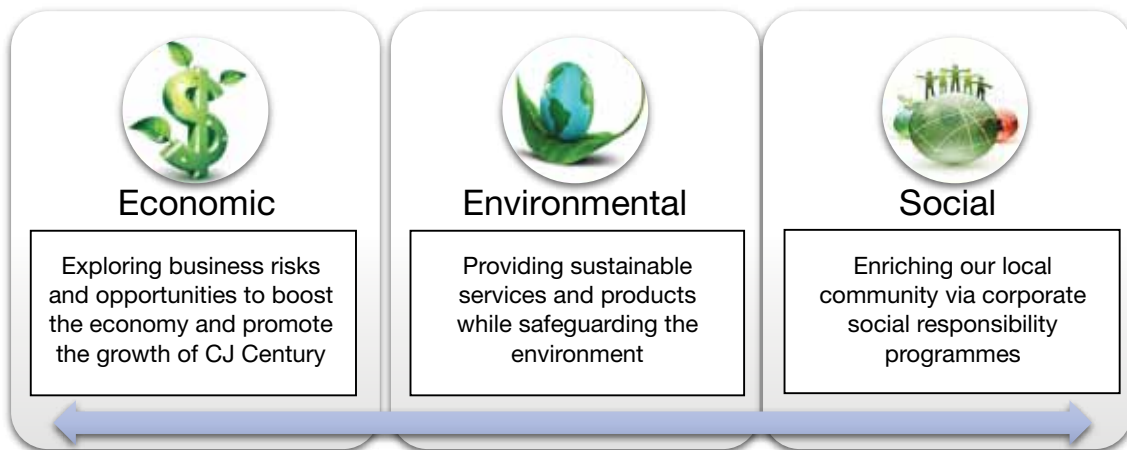 Economic
Exploring business risks
and opportunities to boost
the economy and promote
the growth of CJ Century
Environmental
Providing sustainable
services and products
while safeguarding the
environment
Social
Enriching our local
community via corporate
social responsibility
programmes